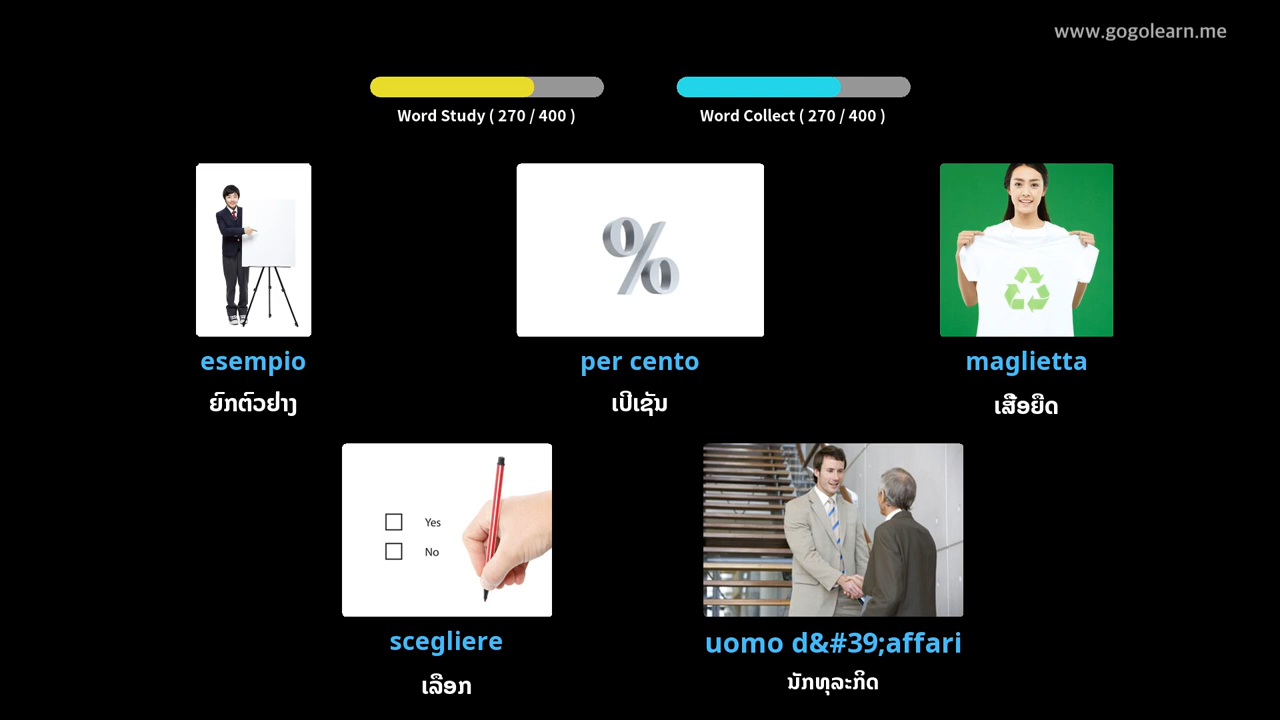 www.gogolearn.me
Word Study ( 270 / 400 )
Word Collect ( 270 / 400 )
esempio
per cento
maglietta
ຍົກຕົວຢ່າງ
ເປີເຊັນ
ເສື້ອຍືດ
Yes
No
scegliere
uomo d&#39;affari
ເລືອກ
ນັກທຸລະກິດ